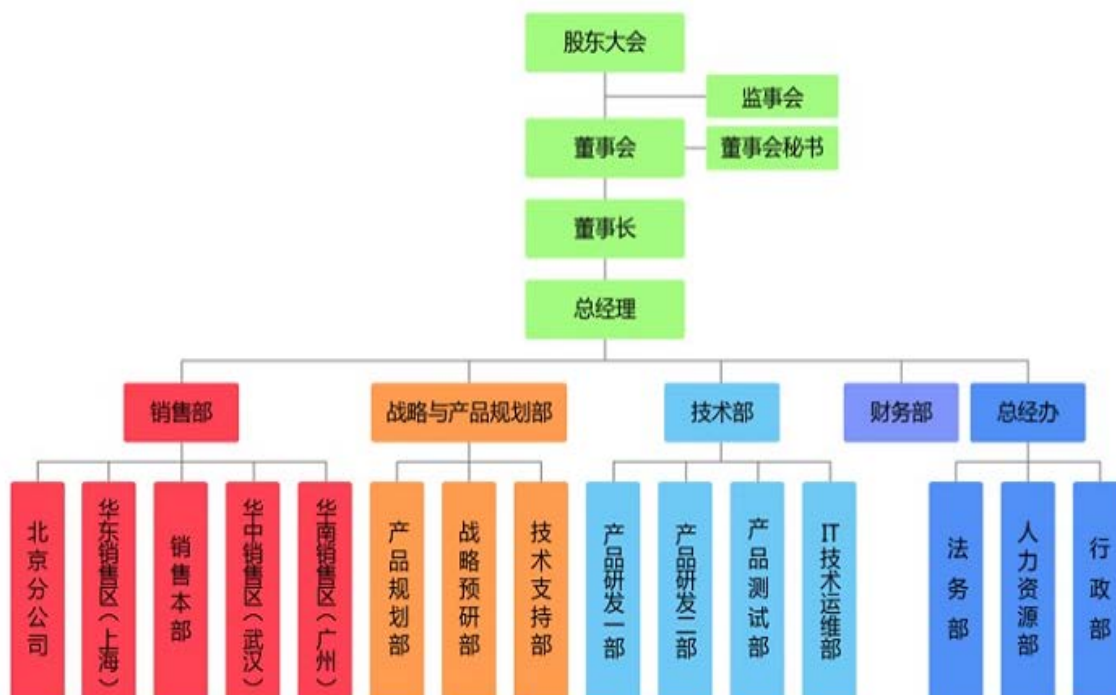 股东大会
监事会
董事会
董事会秘书
董事长
总经理
销售部
战略与产品规划部
技术部
财务部
总经办
北京分公司
华东销售区(上海)
销售本部
华中销售区(武汉)
华南销售区(广州)
产品规划部
战略预研部
技术支持部
产品研发一部
产品研发二部
产品测试部
IT技术运维部
法务部
人力资源部
行政部